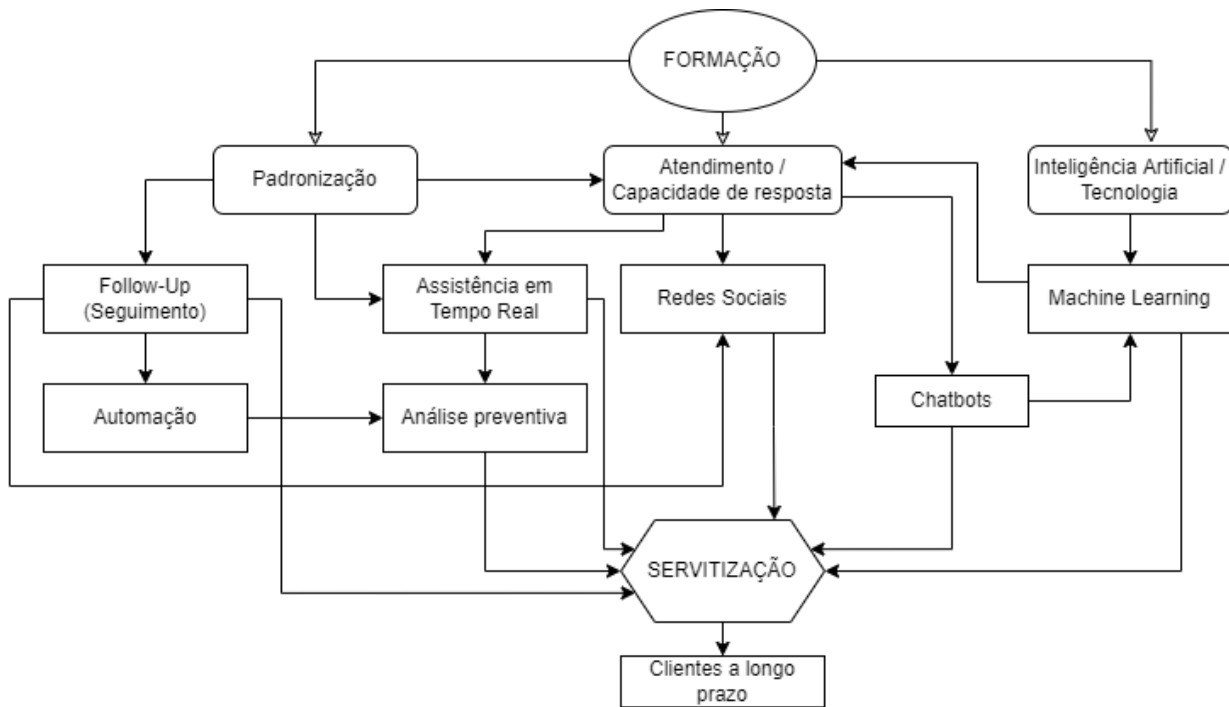 FORMAÇÃO
Padronização
Atendimento /
Capacidade de resposta
Inteligência Artificial /
Tecnologia
Follow-Up
(Seguimento)
Assistência em
Tempo Real
Redes Sociais
Machine Learning
Automação
Análise preventiva
Chatbots
SERVITIZAÇÃO
Clientes a longo
prazo